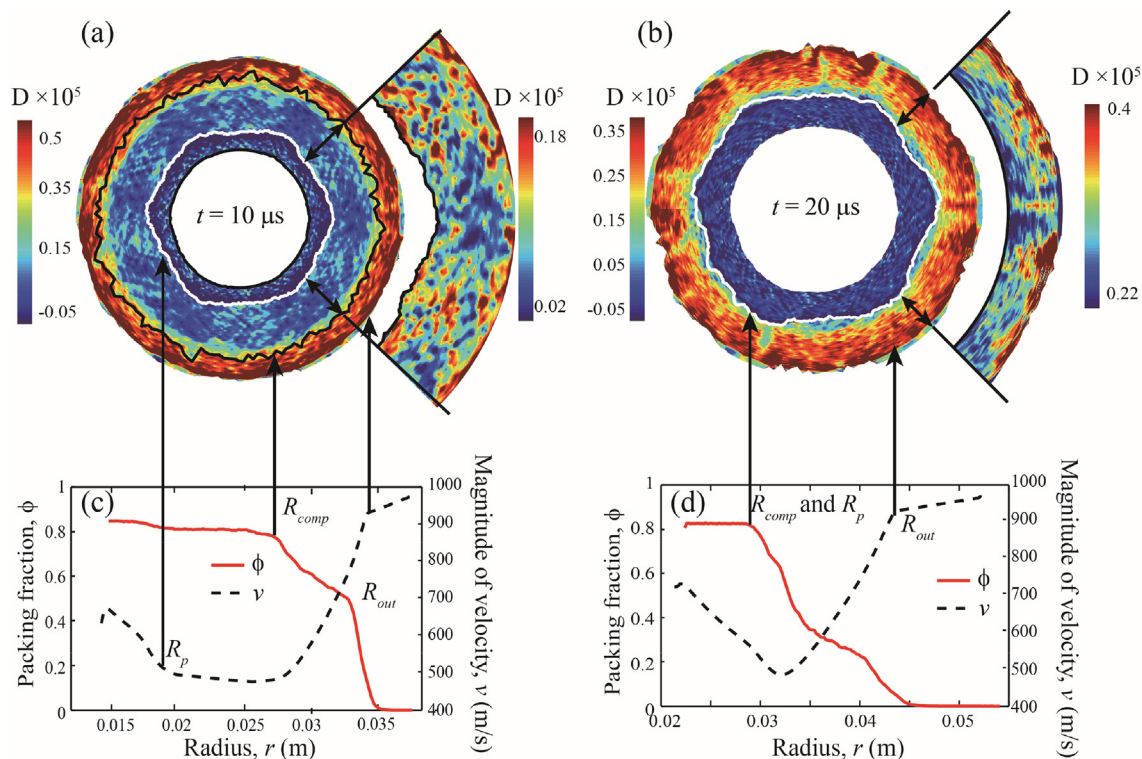 (a)
(b)
D ×10⁵
0.5
0.35
0.15
-0.05
t = 10 μs
D ×10⁵
0.18
0.02
D ×10⁵
0.38
0.25
0.15
0.05
-0.05
t = 20 μs
D ×10⁵
0.4
0.22
(c)
Packing fraction, ϕ
1
0.8
0.6
0.4
0.2
0
0.015
0.02
0.025
0.03
0.035
Radius, r (m)
1000
900
800
700
600
500
400
Magnitude of velocity, v (m/s)
R_comp
R_out
R_p
ϕ
v
(d)
Packing fraction, ϕ
1
0.8
0.6
0.4
0.2
0
0.02
0.03
0.04
0.05
Radius, r (m)
1000
900
800
700
600
500
400
Magnitude of velocity, v (m/s)
R_comp and R_p
R_out
ϕ
v